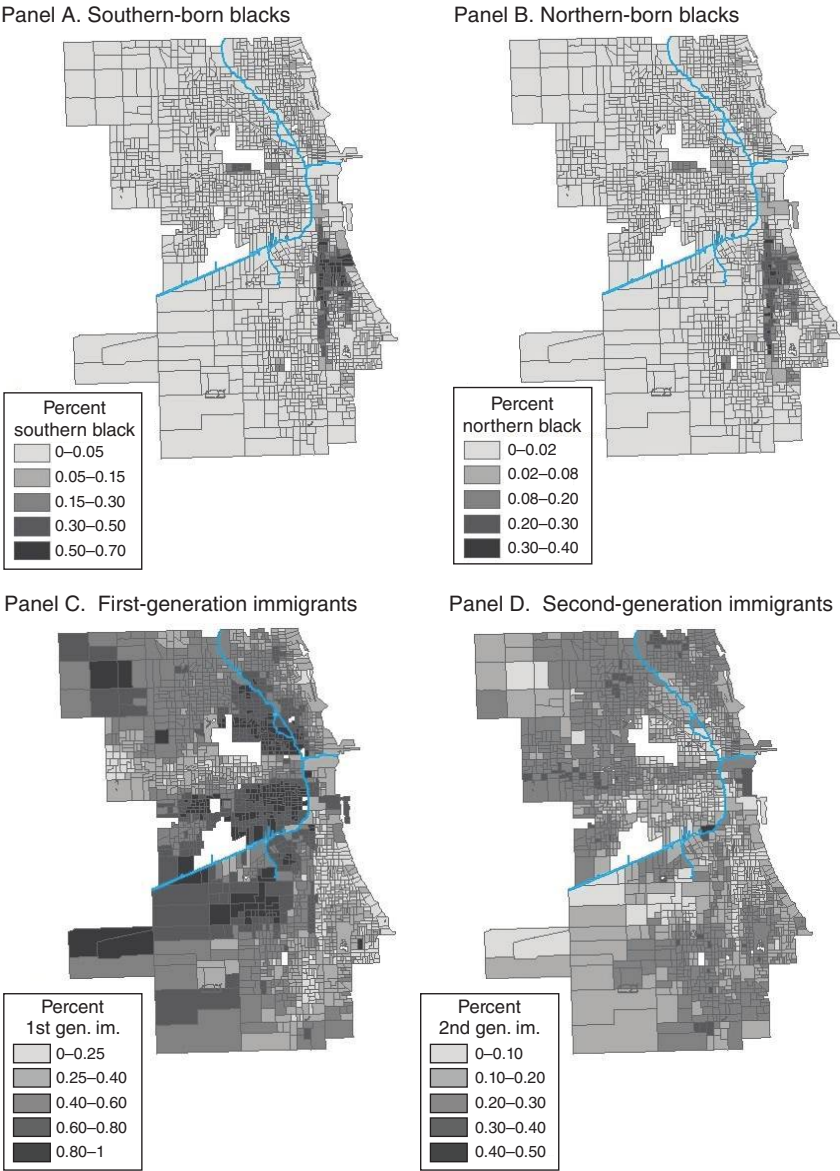 Panel A. Southern-born blacks
Panel B. Northern-born blacks
Percent
southern black
0–0.05
0.05–0.15
0.15–0.30
0.30–0.50
0.50–0.70
Percent
northern black
0–0.02
0.02–0.08
0.08–0.20
0.20–0.30
0.30–0.40
Panel C. First-generation immigrants
Panel D. Second-generation immigrants
Percent
1st gen. im.
0–0.25
0.25–0.40
0.40–0.60
0.60–0.80
0.80–1
Percent
2nd gen. im.
0–0.10
0.10–0.20
0.20–0.30
0.30–0.40
0.40–0.50